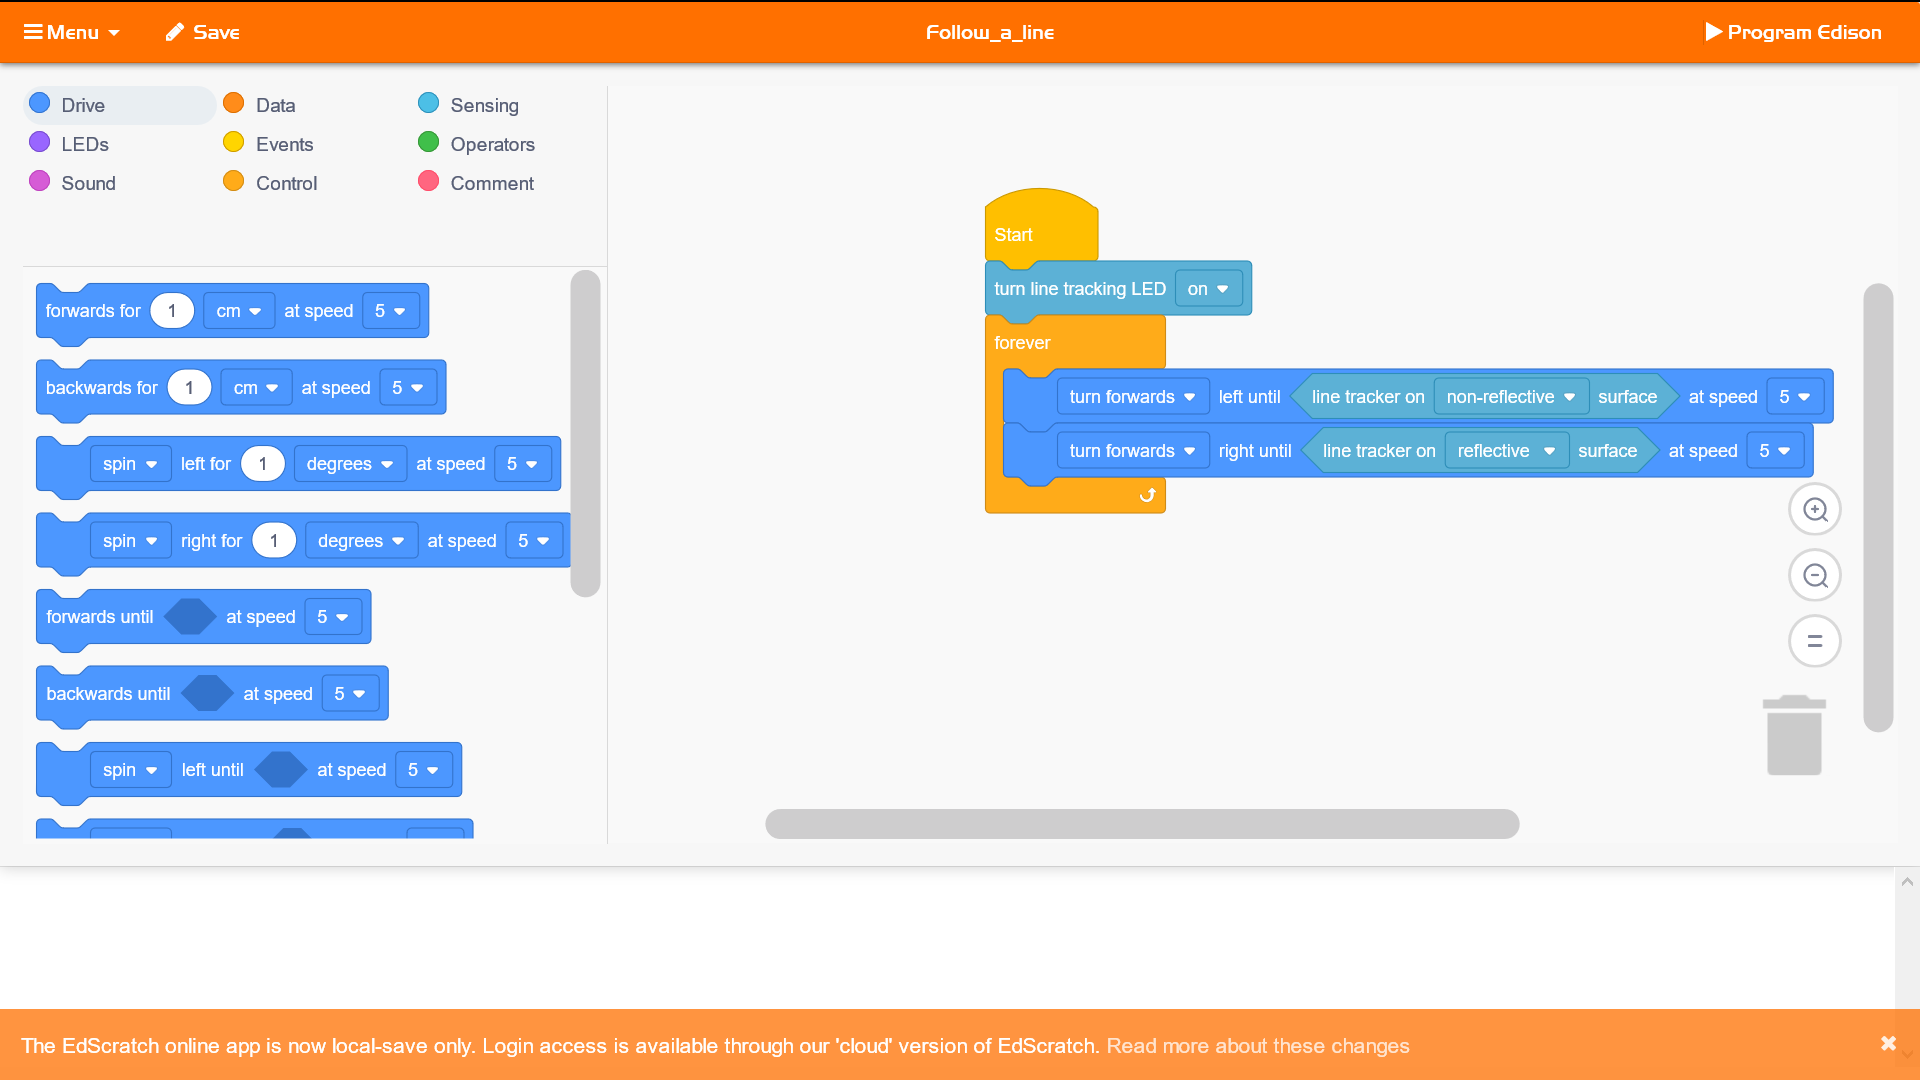 Menu Save Follow_a_line Program Edison
Drive Data Sensing
LEDs Events Operators
Sound Control Comment
forwards for 1 cm at speed 5
backwards for 1 cm at speed 5
spin left for 1 degrees at speed 5
spin right for 1 degrees at speed 5
forwards until at speed 5
backwards until at speed 5
spin left until at speed 5
Start
turn line tracking LED on
forever
turn forwards left until line tracker on non-reflective surface at speed 5
turn forwards right until line tracker on reflective surface at speed 5
The EdScratch online app is now local-save only. Login access is available through our 'cloud' version of EdScratch. Read more about these changes